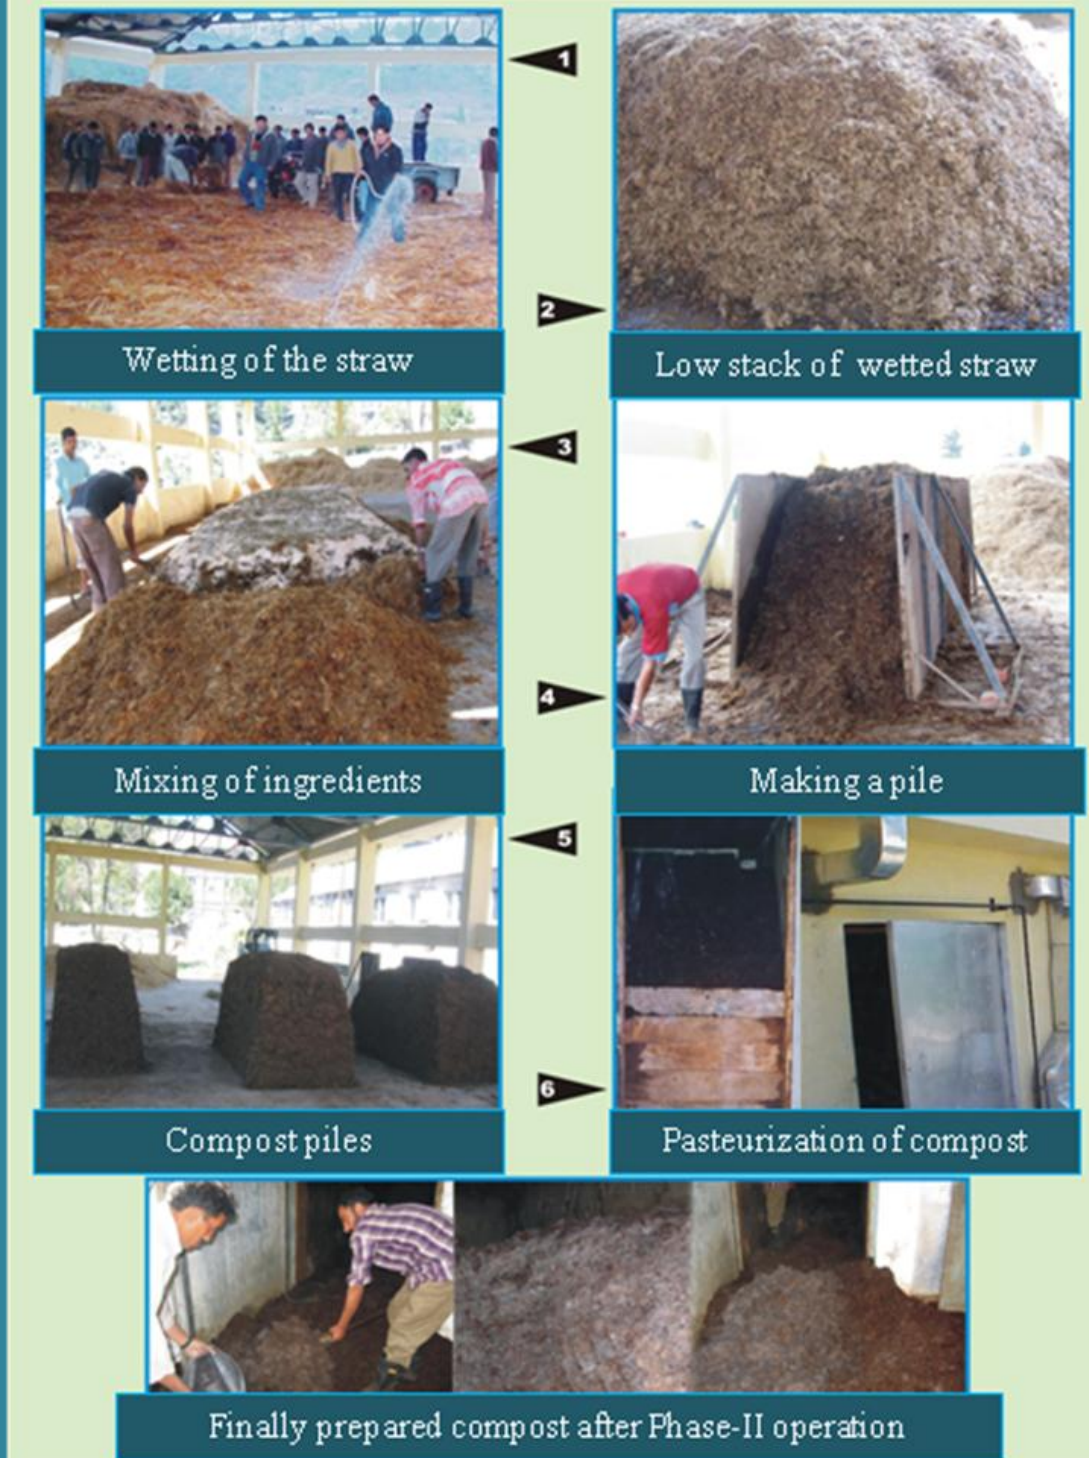 1
Wetting of the straw
2
Low stack of wetted straw
3
Mixing of ingredients
4
Making a pile
5
Compost piles
6
Pasteurization of compost
Finally prepared compost after Phase-II operation